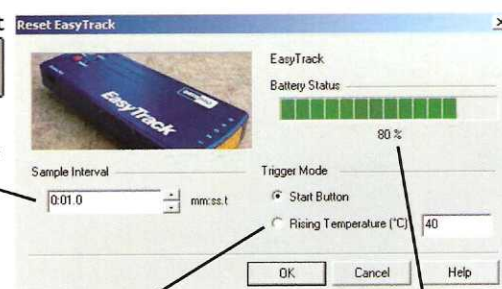 t
Reset EasyTrack
EasyTrack
EasyTrack
Battery Status
80 %
Sample Interval
0:01.0 mm:ss.t
Trigger Mode
Start Button
Rising Temperature (°C) 40
OK Cancel Help